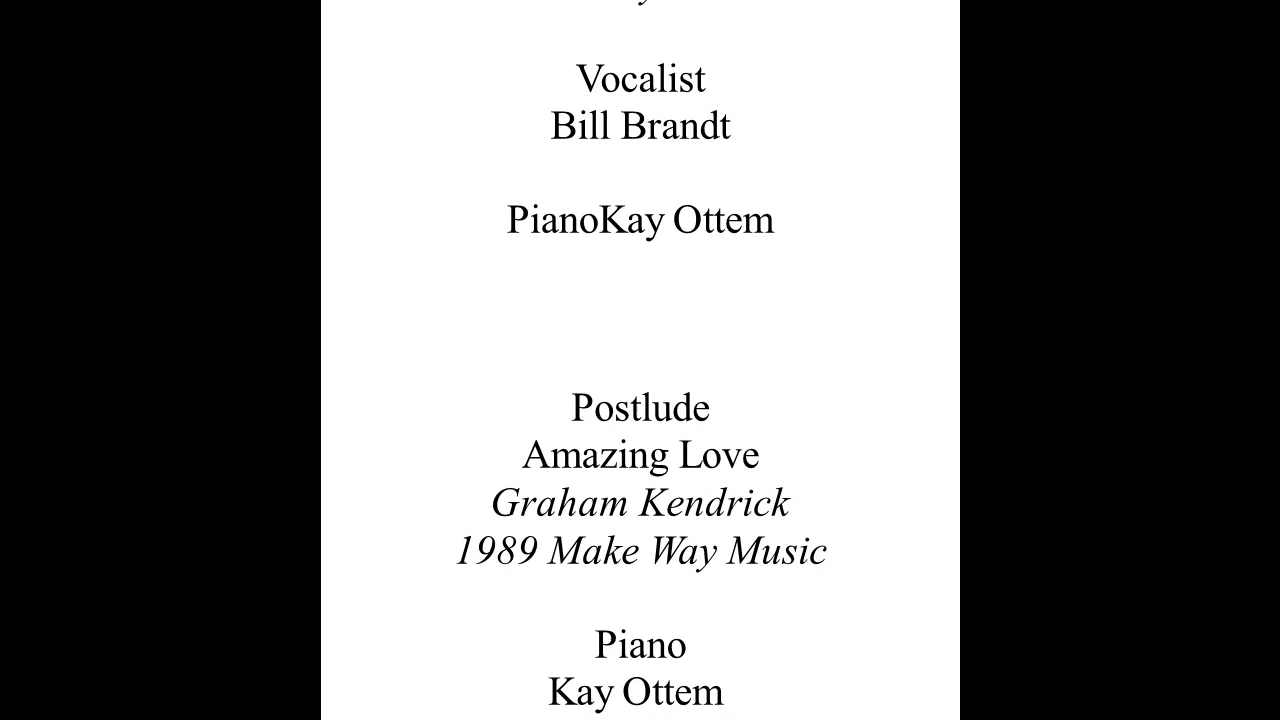 Vocalist
Bill Brandt
PianoKay Ottem
Postlude
Amazing Love
Graham Kendrick
1989 Make Way Music
Piano
Kay Ottem